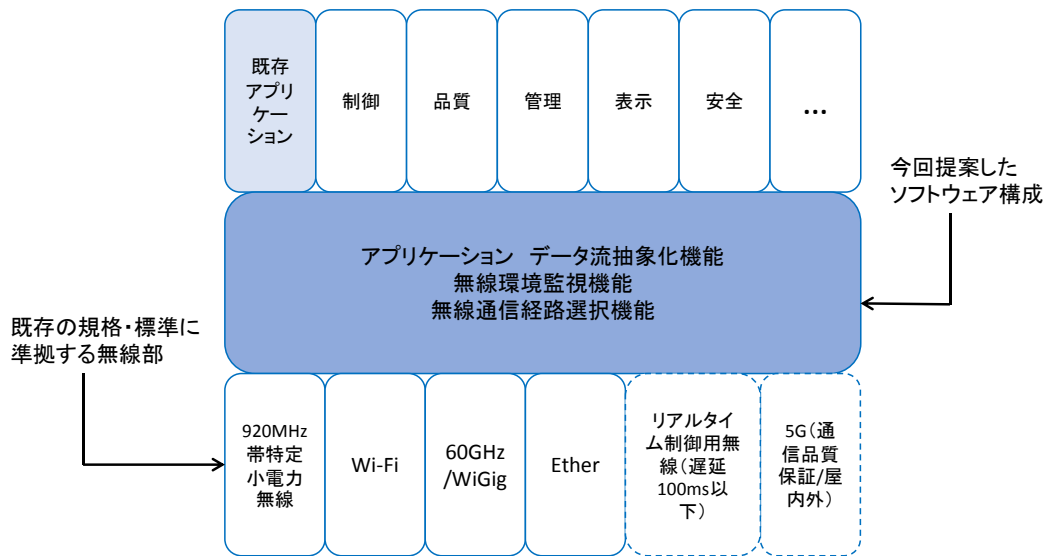 既存
アプリ
ケー
ション
制御
品質
管理
表示
安全
…
今回提案した
ソフトウェア構成
アプリケーション　データ流抽象化機能
無線環境監視機能
無線通信経路選択機能
既存の規格・標準に
準拠する無線部
920MHz
帯特定
小電力
無線
Wi-Fi
60GHz
/WiGig
Ether
リアルタイ
ム制御用無
線（遅延
100ms以
下）
5G（通
信品質
保証/屋
内外）